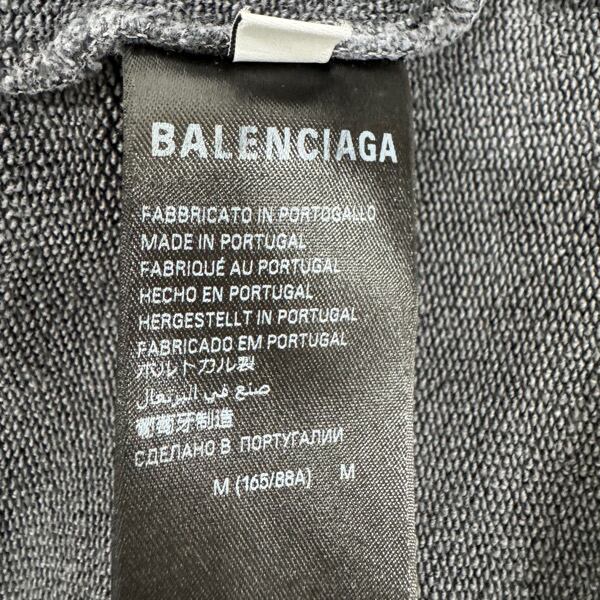 BALENCIAGA
FABBRICATO IN PORTOGALLO
MADE IN PORTUGAL
FABRIQUÉ AU PORTUGAL
HECHO EN PORTUGAL
HERGESTELLT IN PORTUGAL
FABRICADO EM PORTUGAL
ポルトガル製
صنع في البرتغال
葡萄牙制造
СДЕЛАНО В ПОРТУГАЛИИ
M (165/88A) M